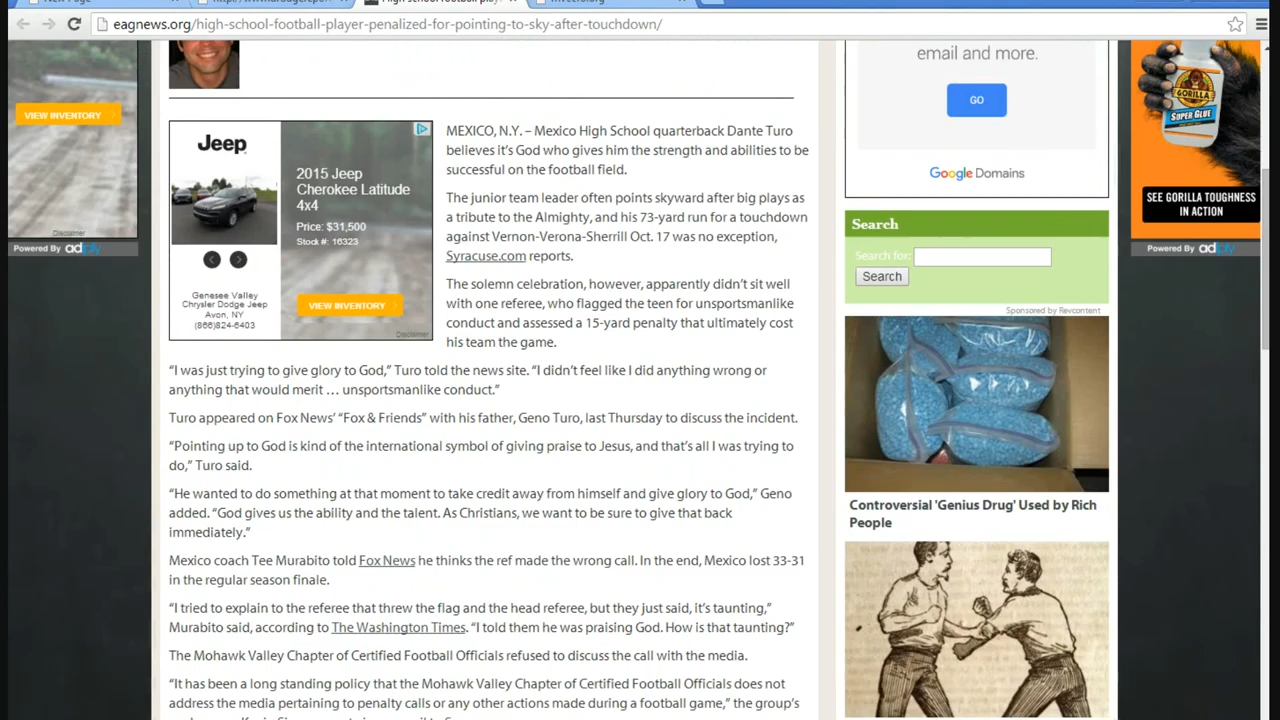 eagnews.org/high-school-football-player-penalized-for-pointing-to-sky-after-touchdown/
VIEW INVENTORY
Disclaimer
Powered By adply
Jeep
2015 Jeep
Cherokee Latitude
4x4
Price: $31,500
Stock #: 16323
Genesee Valley
Chrysler Dodge Jeep
Avon, NY
(866)824-6403
VIEW INVENTORY
Disclaimer
MEXICO, N.Y. – Mexico High School quarterback Dante Turo
believes it’s God who gives him the strength and abilities to be
successful on the football field.
The junior team leader often points skyward after big plays as
a tribute to the Almighty, and his 73-yard run for a touchdown
against Vernon-Verona-Sherrill Oct. 17 was no exception,
Syracuse.com reports.
The solemn celebration, however, apparently didn’t sit well
with one referee, who flagged the teen for unsportsmanlike
conduct and assessed a 15-yard penalty that ultimately cost
his team the game.
“I was just trying to give glory to God,” Turo told the news site. “I didn’t feel like I did anything wrong or
anything that would merit … unsportsmanlike conduct.”
Turo appeared on Fox News’ “Fox & Friends” with his father, Geno Turo, last Thursday to discuss the incident.
“Pointing up to God is kind of the international symbol of giving praise to Jesus, and that’s all I was trying to
do,” Turo said.
“He wanted to do something at that moment to take credit away from himself and give glory to God,” Geno
added. “God gives us the ability and the talent. As Christians, we want to be sure to give that back
immediately.”
Mexico coach Tee Murabito told Fox News he thinks the ref made the wrong call. In the end, Mexico lost 33-31
in the regular season finale.
“I tried to explain to the referee that threw the flag and the head referee, but they just said, it’s taunting,”
Murabito said, according to The Washington Times. “I told them he was praising God. How is that taunting?”
The Mohawk Valley Chapter of Certified Football Officials refused to discuss the call with the media.
“It has been a long standing policy that the Mohawk Valley Chapter of Certified Football Officials does not
address the media pertaining to penalty calls or any other actions made during a football game,” the group’s
email and more.
GO
Google Domains
Search
Search for:
Search
Sponsored by Revcontent
Controversial 'Genius Drug' Used by Rich
People
GORILLA
SUPER GLUE
SEE GORILLA TOUGHNESS
IN ACTION
Powered By adply